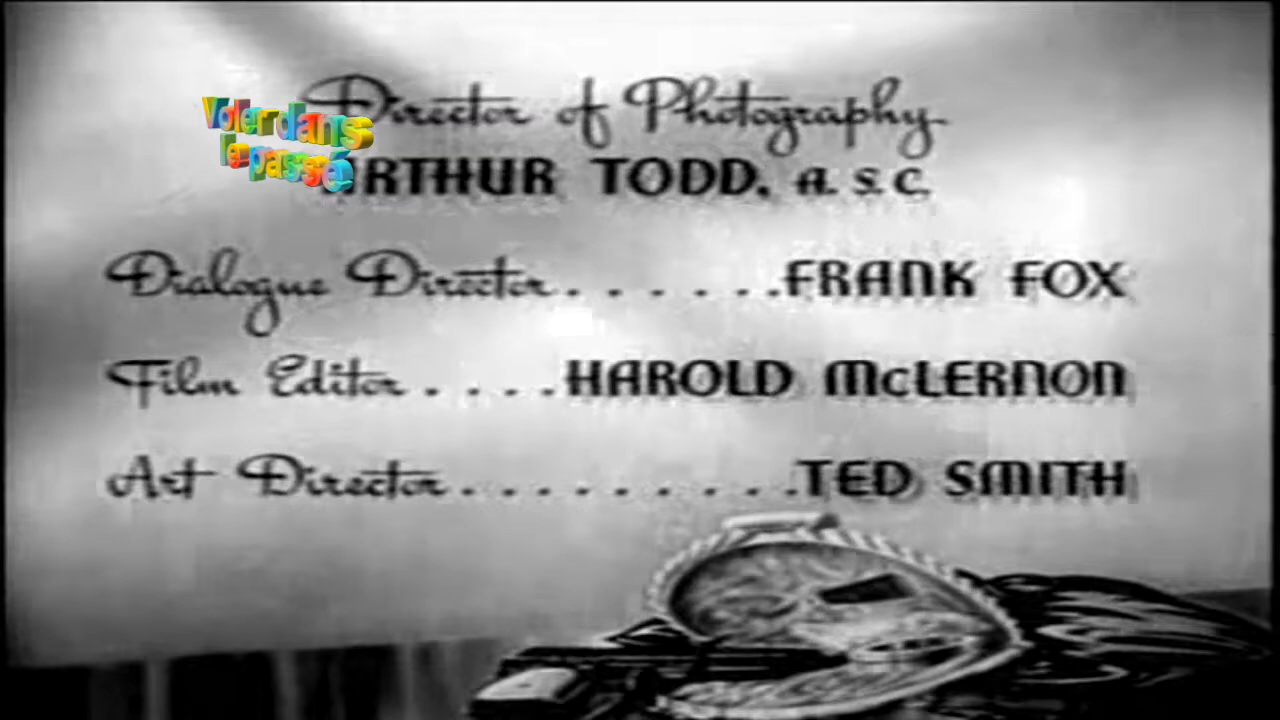 Voler dans
le passé
Director of Photography
ARTHUR TODD, A.S.C.
Dialogue Director. . . . . .FRANK FOX
Film Editor. . . .HAROLD McLERNON
Art Director. . . . . . . . .TED SMITH